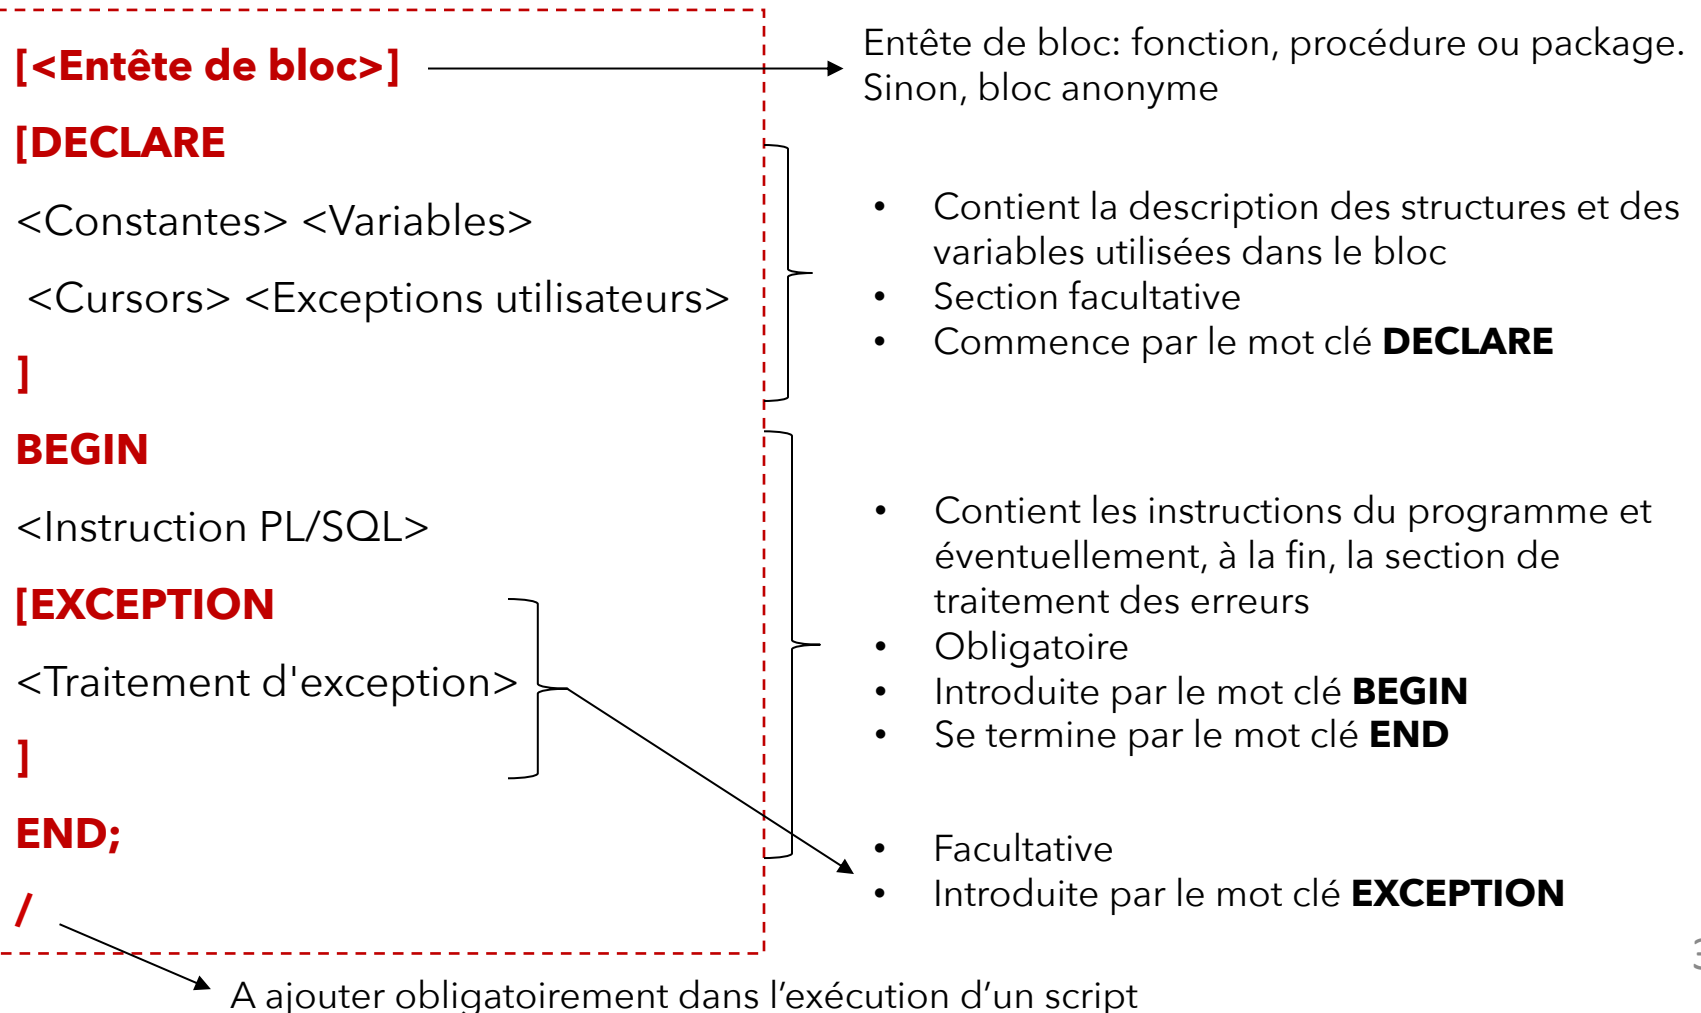 [<Entête de bloc>]
[DECLARE
<Constantes> <Variables>
<Cursors> <Exceptions utilisateurs>
]
BEGIN
<Instruction PL/SQL>
[EXCEPTION
<Traitement d'exception>
]
END;
/
Entête de bloc: fonction, procédure ou package.
Sinon, bloc anonyme
• Contient la description des structures et des
variables utilisées dans le bloc
• Section facultative
• Commence par le mot clé DECLARE
• Contient les instructions du programme et
éventuellement, à la fin, la section de
traitement des erreurs
• Obligatoire
• Introduite par le mot clé BEGIN
• Se termine par le mot clé END
• Facultative
• Introduite par le mot clé EXCEPTION
A ajouter obligatoirement dans l’exécution d’un script